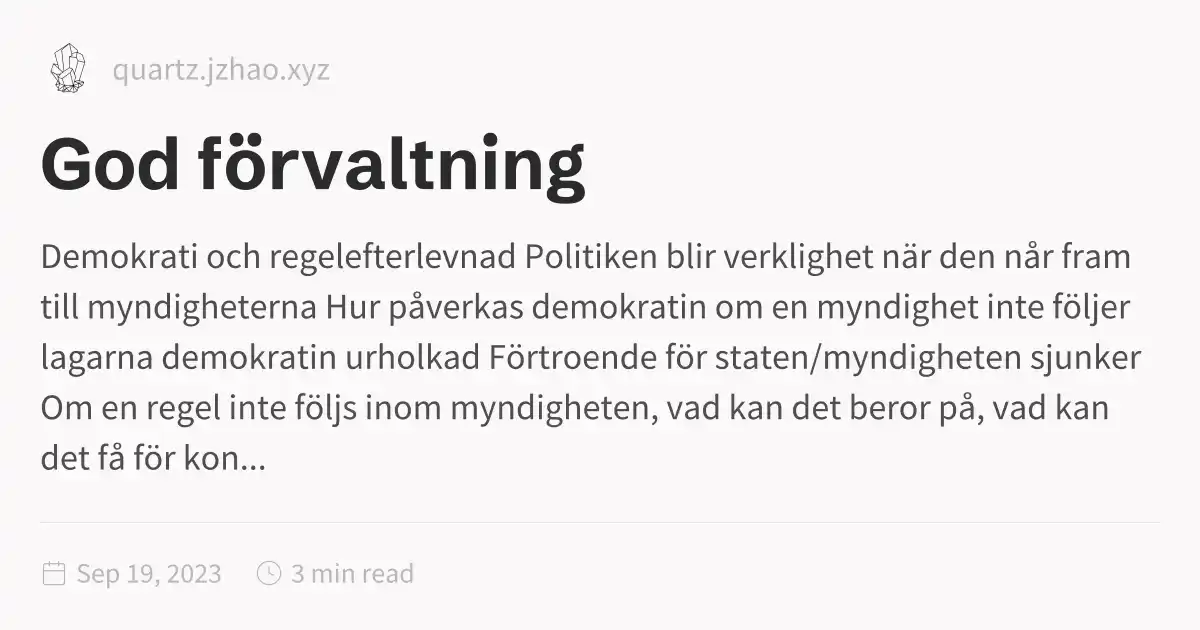 quartz.jzhao.xyz
God förvaltning
Demokrati och regelefterlevnad Politiken blir verklighet när den når fram
till myndigheterna Hur påverkas demokratin om en myndighet inte följer
lagarna demokratin urholkad Förtroende för staten/myndigheten sjunker
Om en regel inte följs inom myndigheten, vad kan det beror på, vad kan
det få för kon...
Sep 19, 2023 3 min read